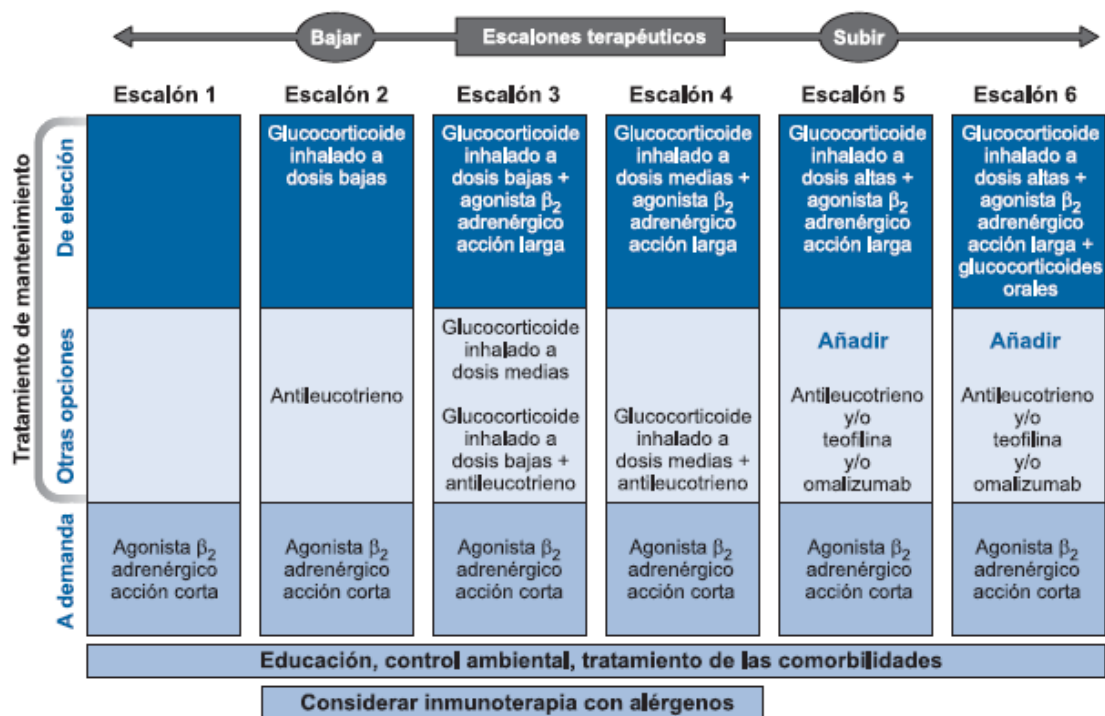 Bajar
Escalones terapéuticos
Subir
Escalón 1
Escalón 2
Escalón 3
Escalón 4
Escalón 5
Escalón 6
Tratamiento de mantenimiento
De elección
Glucocorticoide
inhalado a
dosis bajas
Glucocorticoide
inhalado a
dosis bajas +
agonista β2
adrenérgico
acción larga
Glucocorticoide
inhalado a
dosis medias +
agonista β2
adrenérgico
acción larga
Glucocorticoide
inhalado a
dosis altas +
agonista β2
adrenérgico
acción larga
Glucocorticoide
inhalado a
dosis altas +
agonista β2
adrenérgico
acción larga +
glucocorticoides
orales
Otras opciones
Antileucotrieno
Glucocorticoide
inhalado a
dosis medias
Glucocorticoide
inhalado a
dosis bajas +
antileucotrieno
Glucocorticoide
inhalado a
dosis medias +
antileucotrieno
Añadir
Antileucotrieno
y/o
teofilina
y/o
omalizumab
Añadir
Antileucotrieno
y/o
teofilina
y/o
omalizumab
A demanda
Agonista β2
adrenérgico
acción corta
Agonista β2
adrenérgico
acción corta
Agonista β2
adrenérgico
acción corta
Agonista β2
adrenérgico
acción corta
Agonista β2
adrenérgico
acción corta
Agonista β2
adrenérgico
acción corta
Educación, control ambiental, tratamiento de las comorbilidades
Considerar inmunoterapia con alérgenos